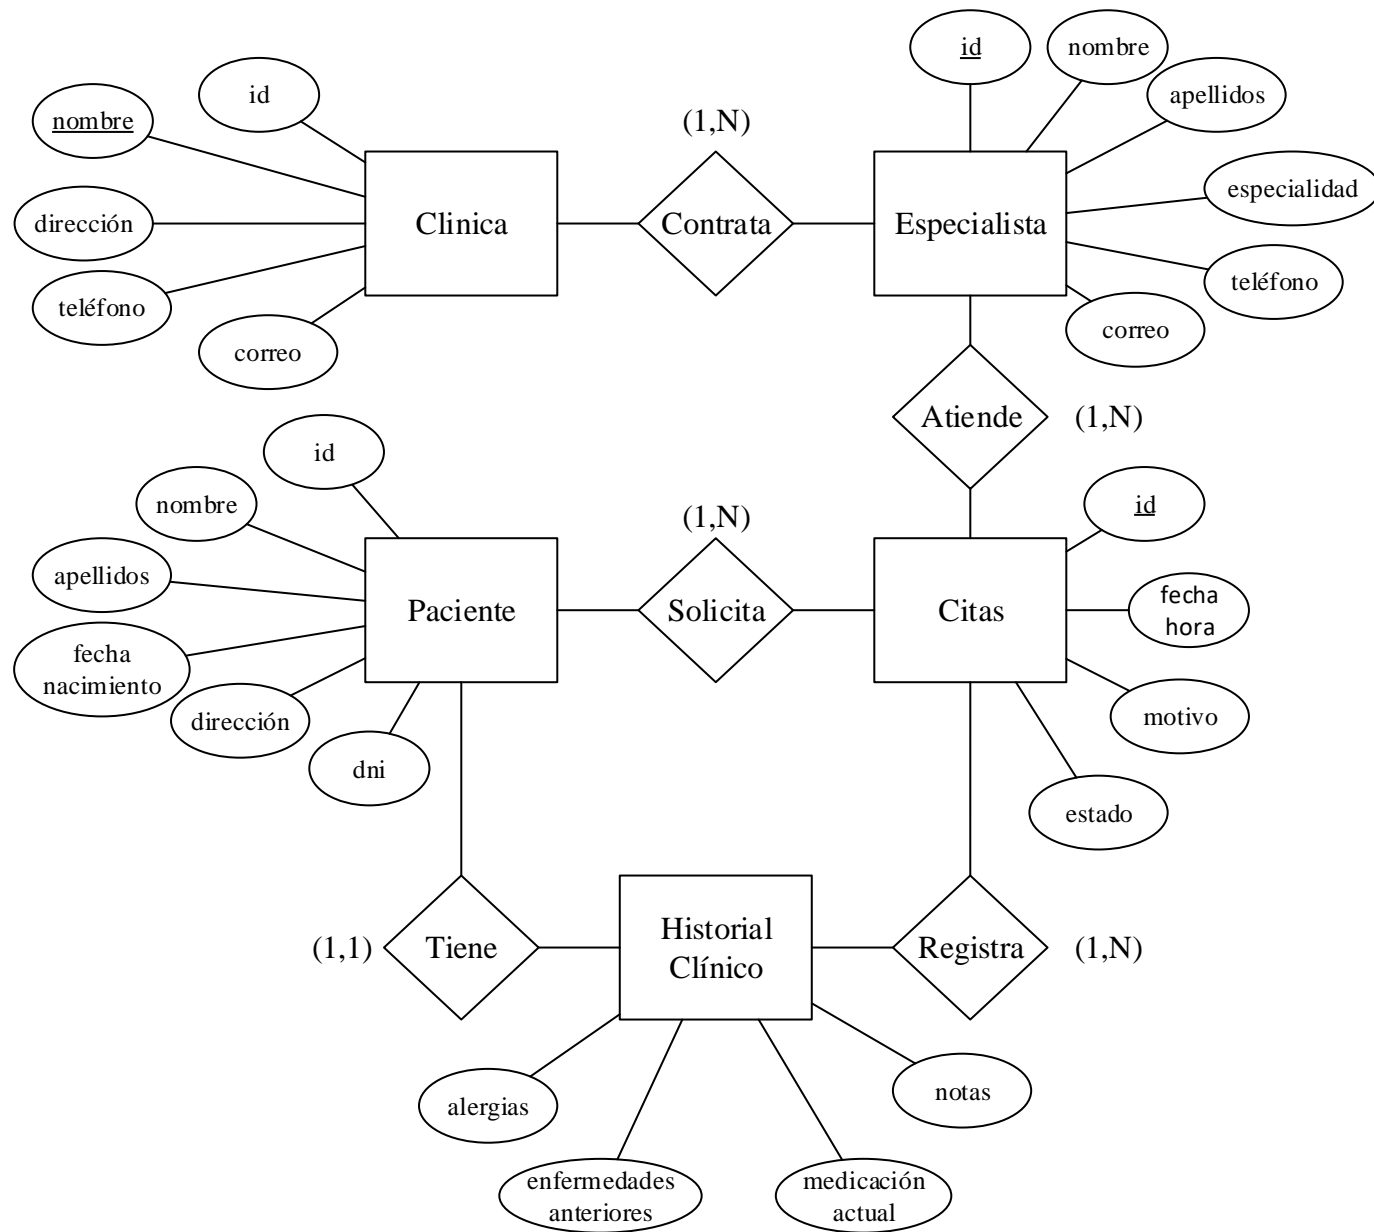 id
nombre
id
nombre
apellidos
(1,N)
dirección
Clinica
Contrata
Especialista
especialidad
teléfono
teléfono
correo
correo
Atiende
(1,N)
id
nombre
(1,N)
id
apellidos
Paciente
Solicita
Citas
fecha
hora
fecha
nacimiento
dirección
motivo
dni
estado
(1,1)
Tiene
Historial
Clínico
Registra
(1,N)
alergias
notas
enfermedades
anteriores
medicación
actual